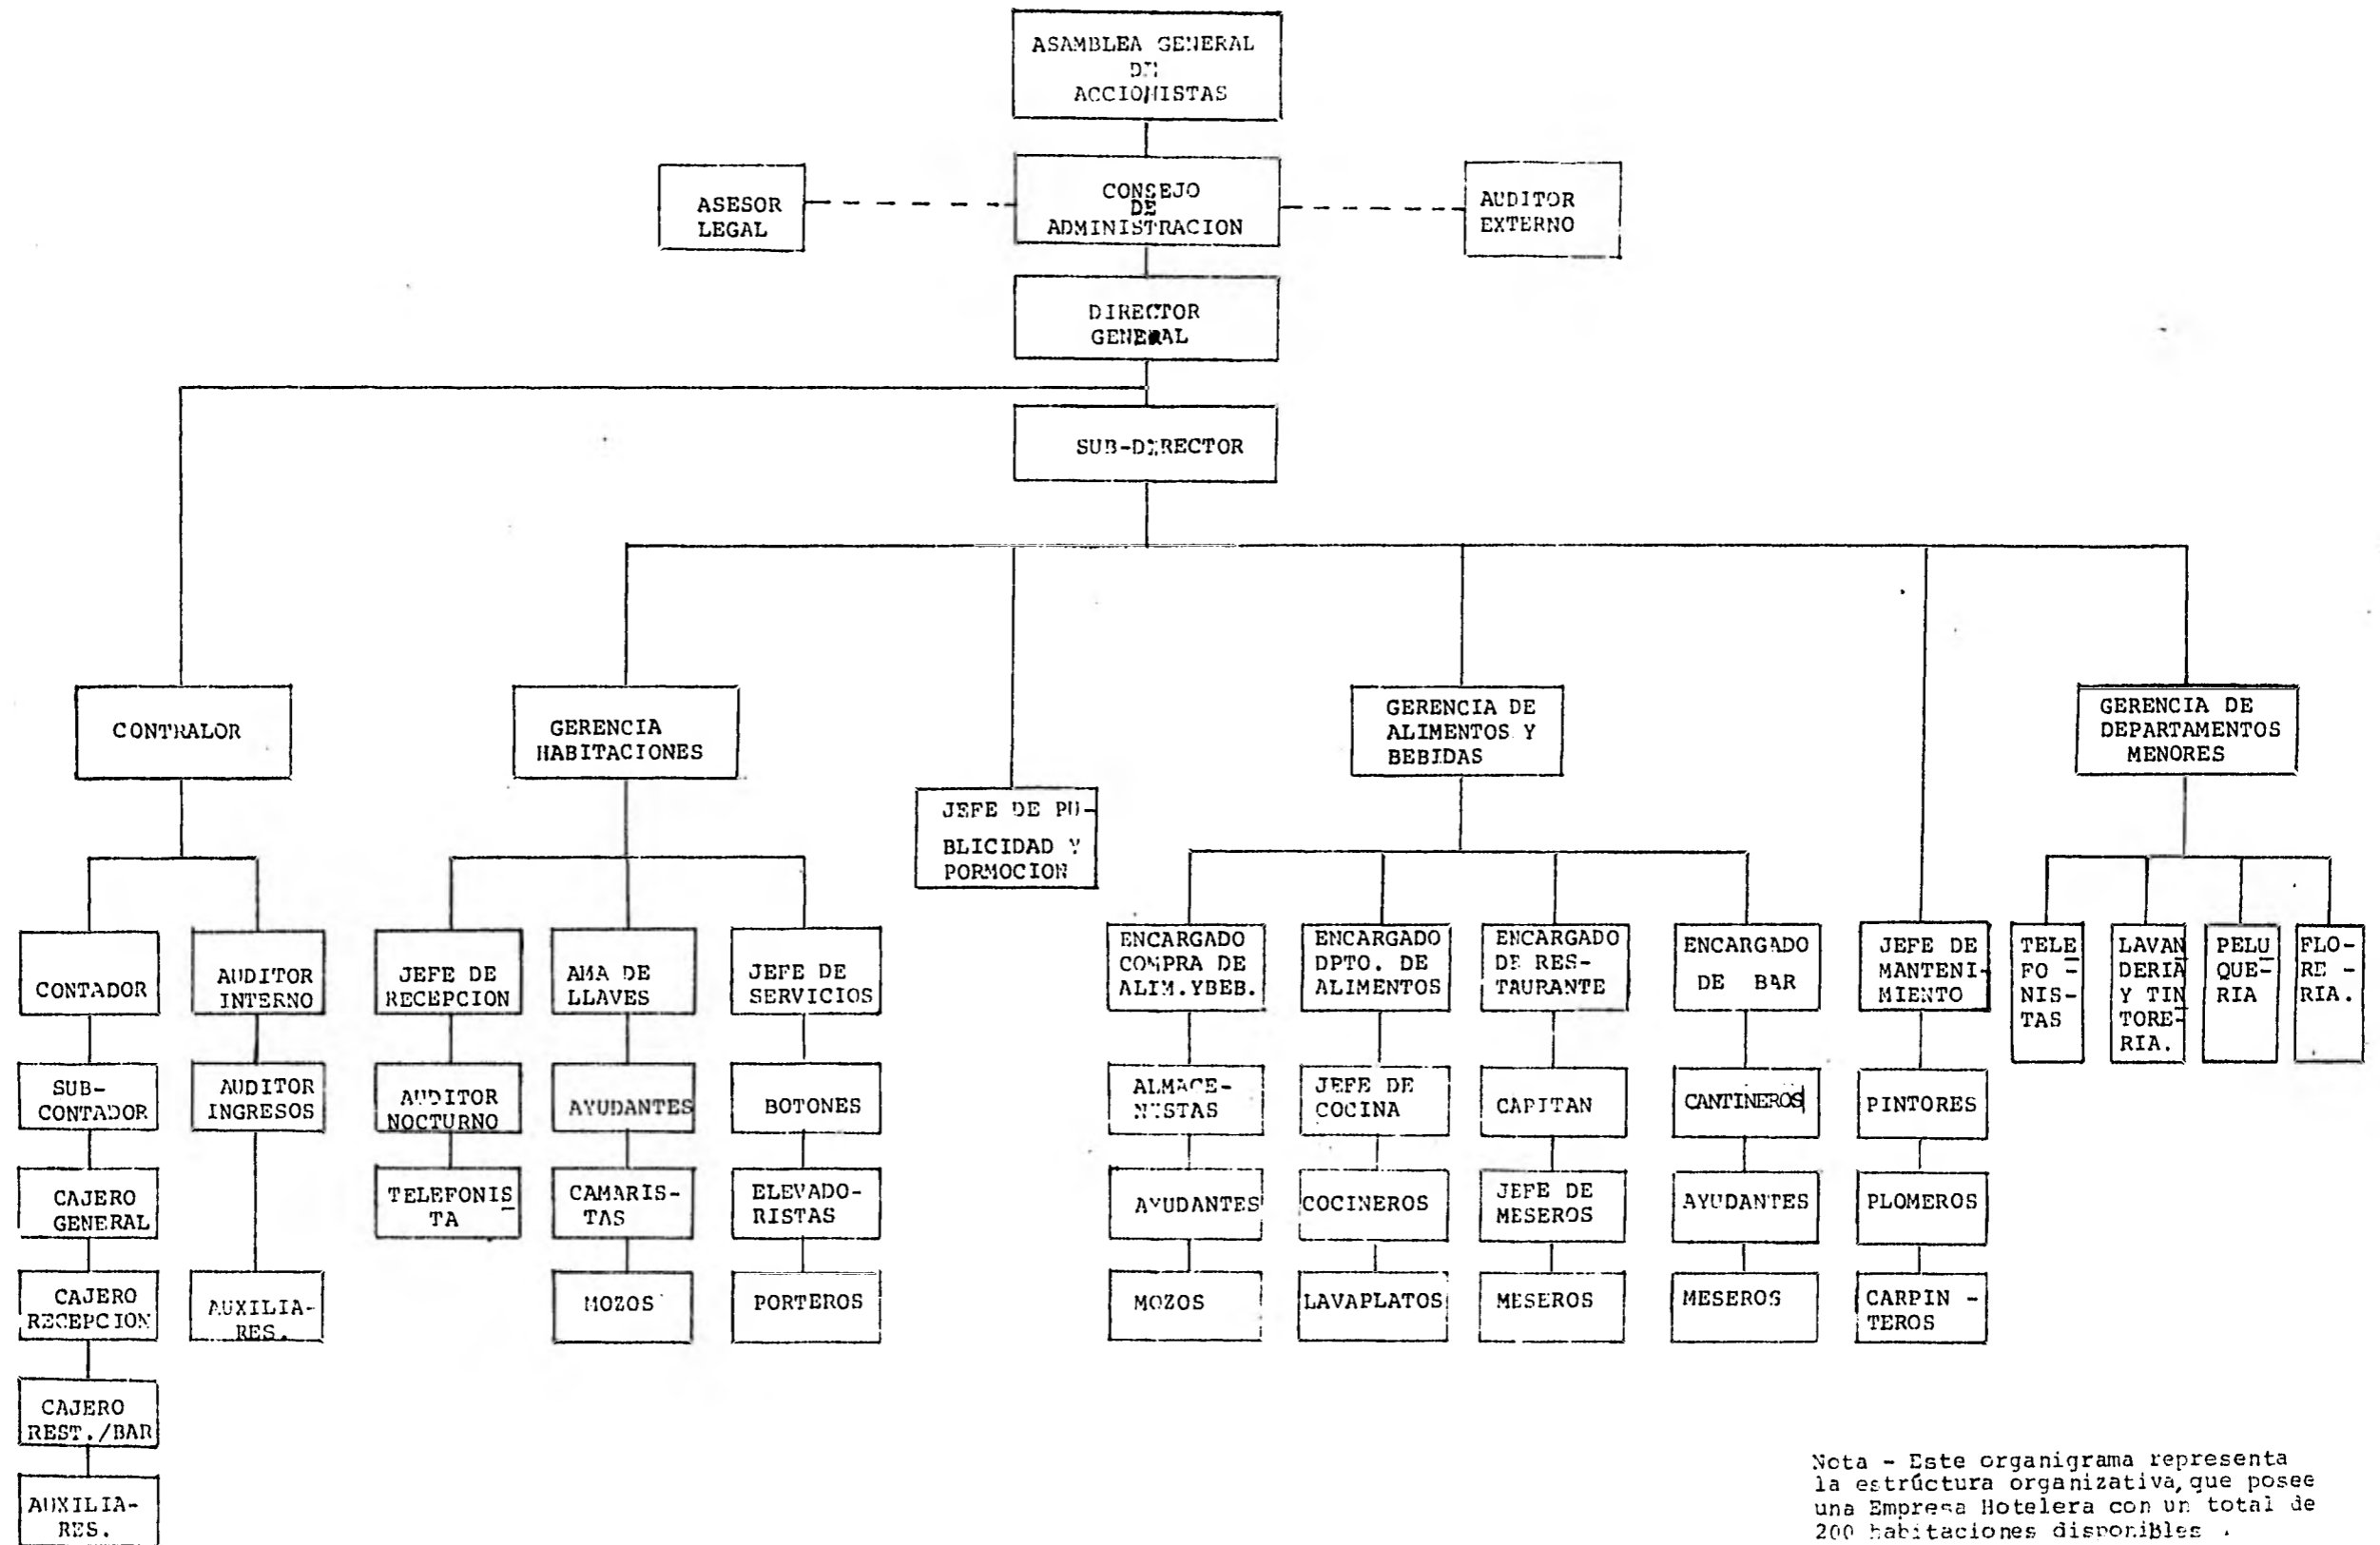 ASAMBLEA GENERAL
DE
ACCIONISTAS
ASESOR
LEGAL
CONSEJO
DE
ADMINISTRACION
AUDITOR
EXTERNO
DIRECTOR
GENERAL
SUB-DIRECTOR
CONTRALOR
GERENCIA
HABITACIONES
JEFE DE PU-
BLICIDAD Y
PORMOCION
GERENCIA DE
ALIMENTOS Y
BEBIDAS
GERENCIA DE
DEPARTAMENTOS
MENORES
CONTADOR
SUB-
CONTADOR
CAJERO
GENERAL
CAJERO
RECEPCION
CAJERO
REST./BAR
AUXILIA-
RES.
AUDITOR
INTERNO
AUDITOR
INGRESOS
AUXILIA-
RES.
JEFE DE
RECEPCION
AUDITOR
NOCTURNO
TELEFONIS
TA
AMA DE
LLAVES
AYUDANTES
CAMARIS-
TAS
MOZOS
JEFE DE
SERVICIOS
BOTONES
ELEVADO-
RISTAS
PORTEROS
ENCARGADO
COMPRA DE
ALIM.YBEB.
ALMACE-
NISTAS
AYUDANTES
MOZOS
ENCARGADO
DPTO. DE
ALIMENTOS
JEFE DE
COCINA
COCINEROS
LAVAPLATOS
ENCARGADO
DE RES-
TAURANTE
CAPITAN
JEFE DE
MESEROS
MESEROS
ENCARGADO
DE BAR
CANTINEROS
AYUDANTES
MESEROS
JEFE DE
MANTENI-
MIENTO
PINTORES
PLOMEROS
CARPIN -
TEROS
TELE
FO -
NIS-
TAS
LAVAN
DERIA
Y TIN
TORE-
RIA.
PELU
QUE-
RIA
FLO-
RE -
RIA.
Nota - Este organigrama representa
la estrúctura organizativa, que posee
una Empresa Hotelera con un total de
200 habitaciones disponibles .